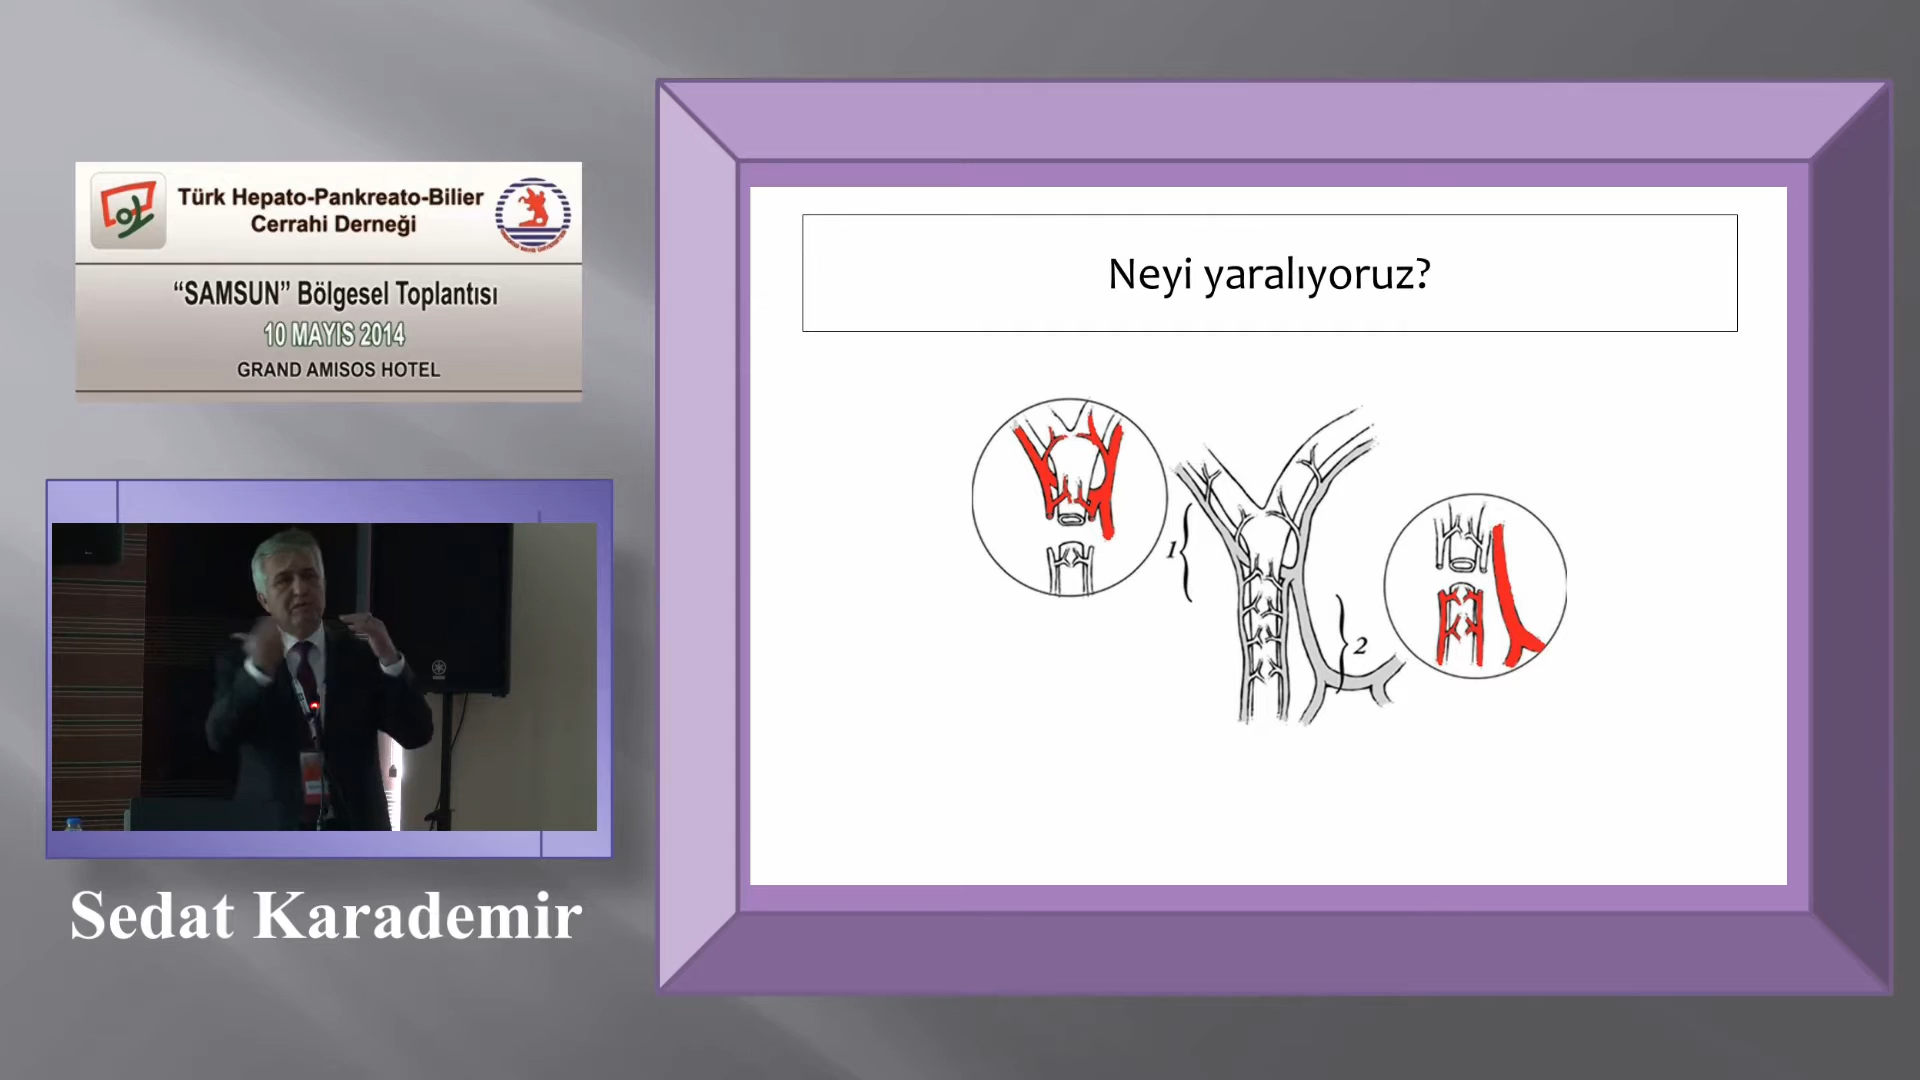 Türk Hepato-Pankreato-Bilier
Cerrahi Derneği
“SAMSUN” Bölgesel Toplantısı
10 MAYIS 2014
GRAND AMISOS HOTEL
Sedat Karademir
Neyi yaralıyoruz?
1
2